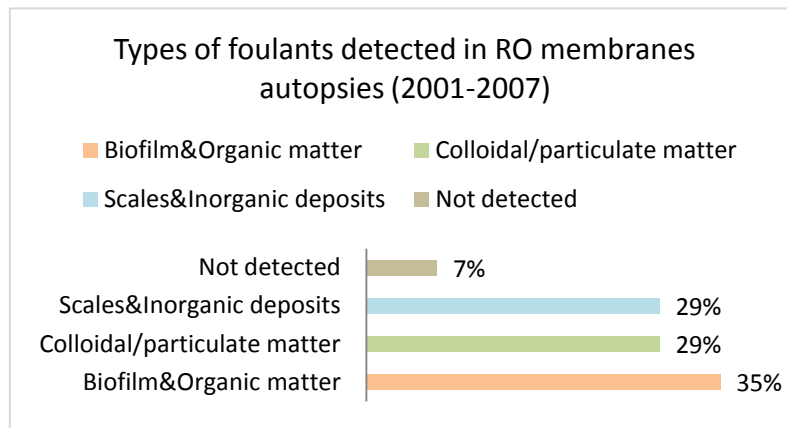 Types of foulants detected in RO membranes
autopsies (2001-2007)
Biofilm&Organic matter Colloidal/particulate matter
Scales&Inorganic deposits Not detected
Not detected 7%
Scales&Inorganic deposits 29%
Colloidal/particulate matter 29%
Biofilm&Organic matter 35%